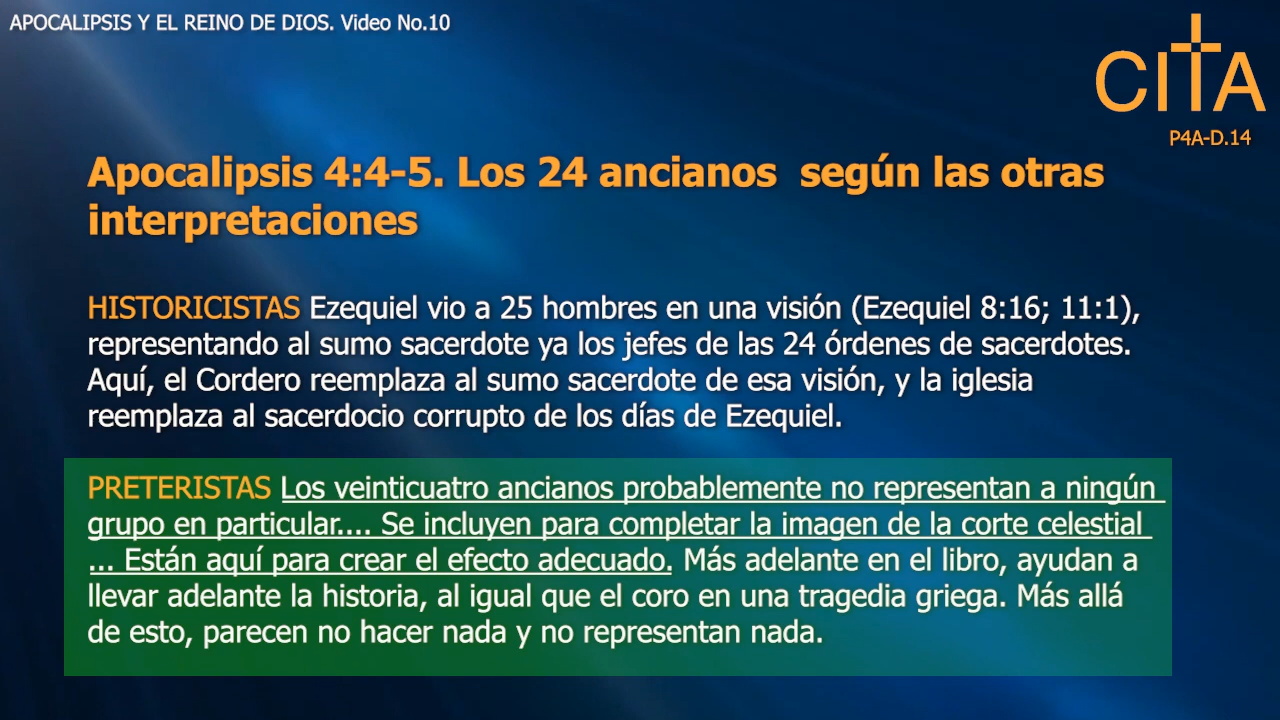 APOCALIPSIS Y EL REINO DE DIOS. Video No.10
CITA
P4A-D.14
Apocalipsis 4:4-5. Los 24 ancianos  según las otras
interpretaciones
HISTORICISTAS Ezequiel vio a 25 hombres en una visión (Ezequiel 8:16; 11:1),
representando al sumo sacerdote ya los jefes de las 24 órdenes de sacerdotes.
Aquí, el Cordero reemplaza al sumo sacerdote de esa visión, y la iglesia
reemplaza al sacerdocio corrupto de los días de Ezequiel.
PRETERISTAS Los veinticuatro ancianos probablemente no representan a ningún
grupo en particular.... Se incluyen para completar la imagen de la corte celestial
... Están aquí para crear el efecto adecuado. Más adelante en el libro, ayudan a
llevar adelante la historia, al igual que el coro en una tragedia griega. Más allá
de esto, parecen no hacer nada y no representan nada.